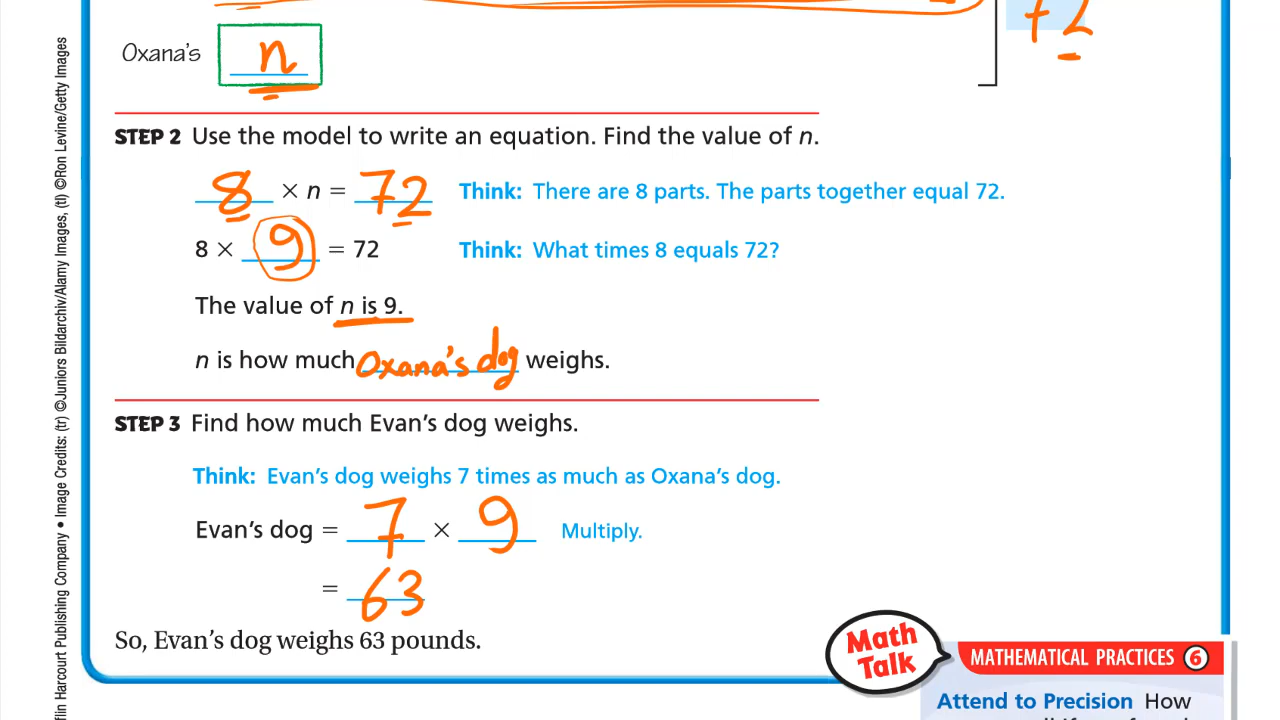 72
Oxana's n
STEP 2 Use the model to write an equation. Find the value of n.
8 × n = 72 Think: There are 8 parts. The parts together equal 72.
8 × 9 = 72 Think: What times 8 equals 72?
The value of n is 9.
n is how much Oxana's dog weighs.
STEP 3 Find how much Evan's dog weighs.
Think: Evan's dog weighs 7 times as much as Oxana's dog.
Evan's dog = 7 × 9 Multiply.
= 63
So, Evan's dog weighs 63 pounds.
Math
Talk
MATHEMATICAL PRACTICES 6
Attend to Precision How
Harcourt Publishing Company • Image Credits: (tr) ©Juniors Bildarchiv/Alamy Images, (tl) ©Ron Levine/Getty Images